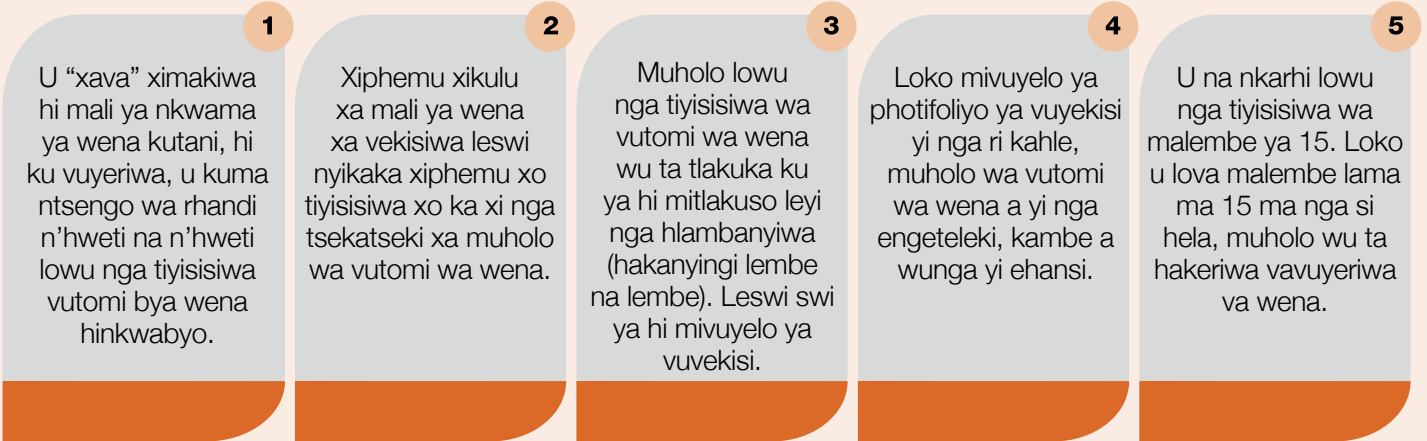 1
U “xava” ximakiwa
hi mali ya nkwama
ya wena kutani, hi
ku vuyeriwa, u kuma
ntsengo wa rhandi
n’hweti na n’hweti
lowu nga tiyisisiwa
vutomi bya wena
hinkwabyo.
2
Xiphemu xikulu
xa mali ya wena
xa vekisiwa leswi
nyikaka xiphemu xo
tiyisisiwa xo ka xi nga
tsekatseki xa muholo
wa vutomi wa wena.
3
Muholo lowu
nga tiyisisiwa wa
vutomi wa wena
wu ta tlakuka ku
ya hi mitlakuso leyi
nga hlambanyiwa
(hakanyingi lembe
na lembe). Leswi swi
ya hi mivuyelo ya
vuvekisi.
4
Loko mivuyelo ya
photifoliyo ya vuyekisi
yi nga ri kahle,
muholo wa vutomi
wa wena a yi nga
engeteleki, kambe a
wunga yi ehansi.
5
U na nkarhi lowu
nga tiyisisiwa wa
malembe ya 15. Loko
u lova malembe lama
ma 15 ma nga si
hela, muholo wu ta
hakeriwa vavuyeriwa
va wena.